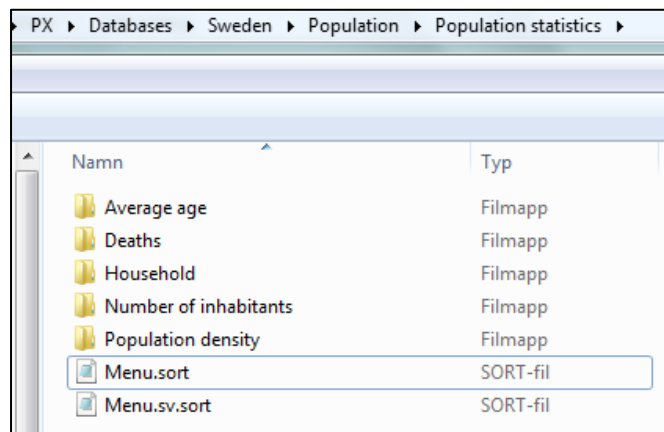 PX Databases Sweden Population Population statistics
Namn Typ
Average age Filmapp
Deaths Filmapp
Household Filmapp
Number of inhabitants Filmapp
Population density Filmapp
Menu.sort SORT-fil
Menu.sv.sort SORT-fil